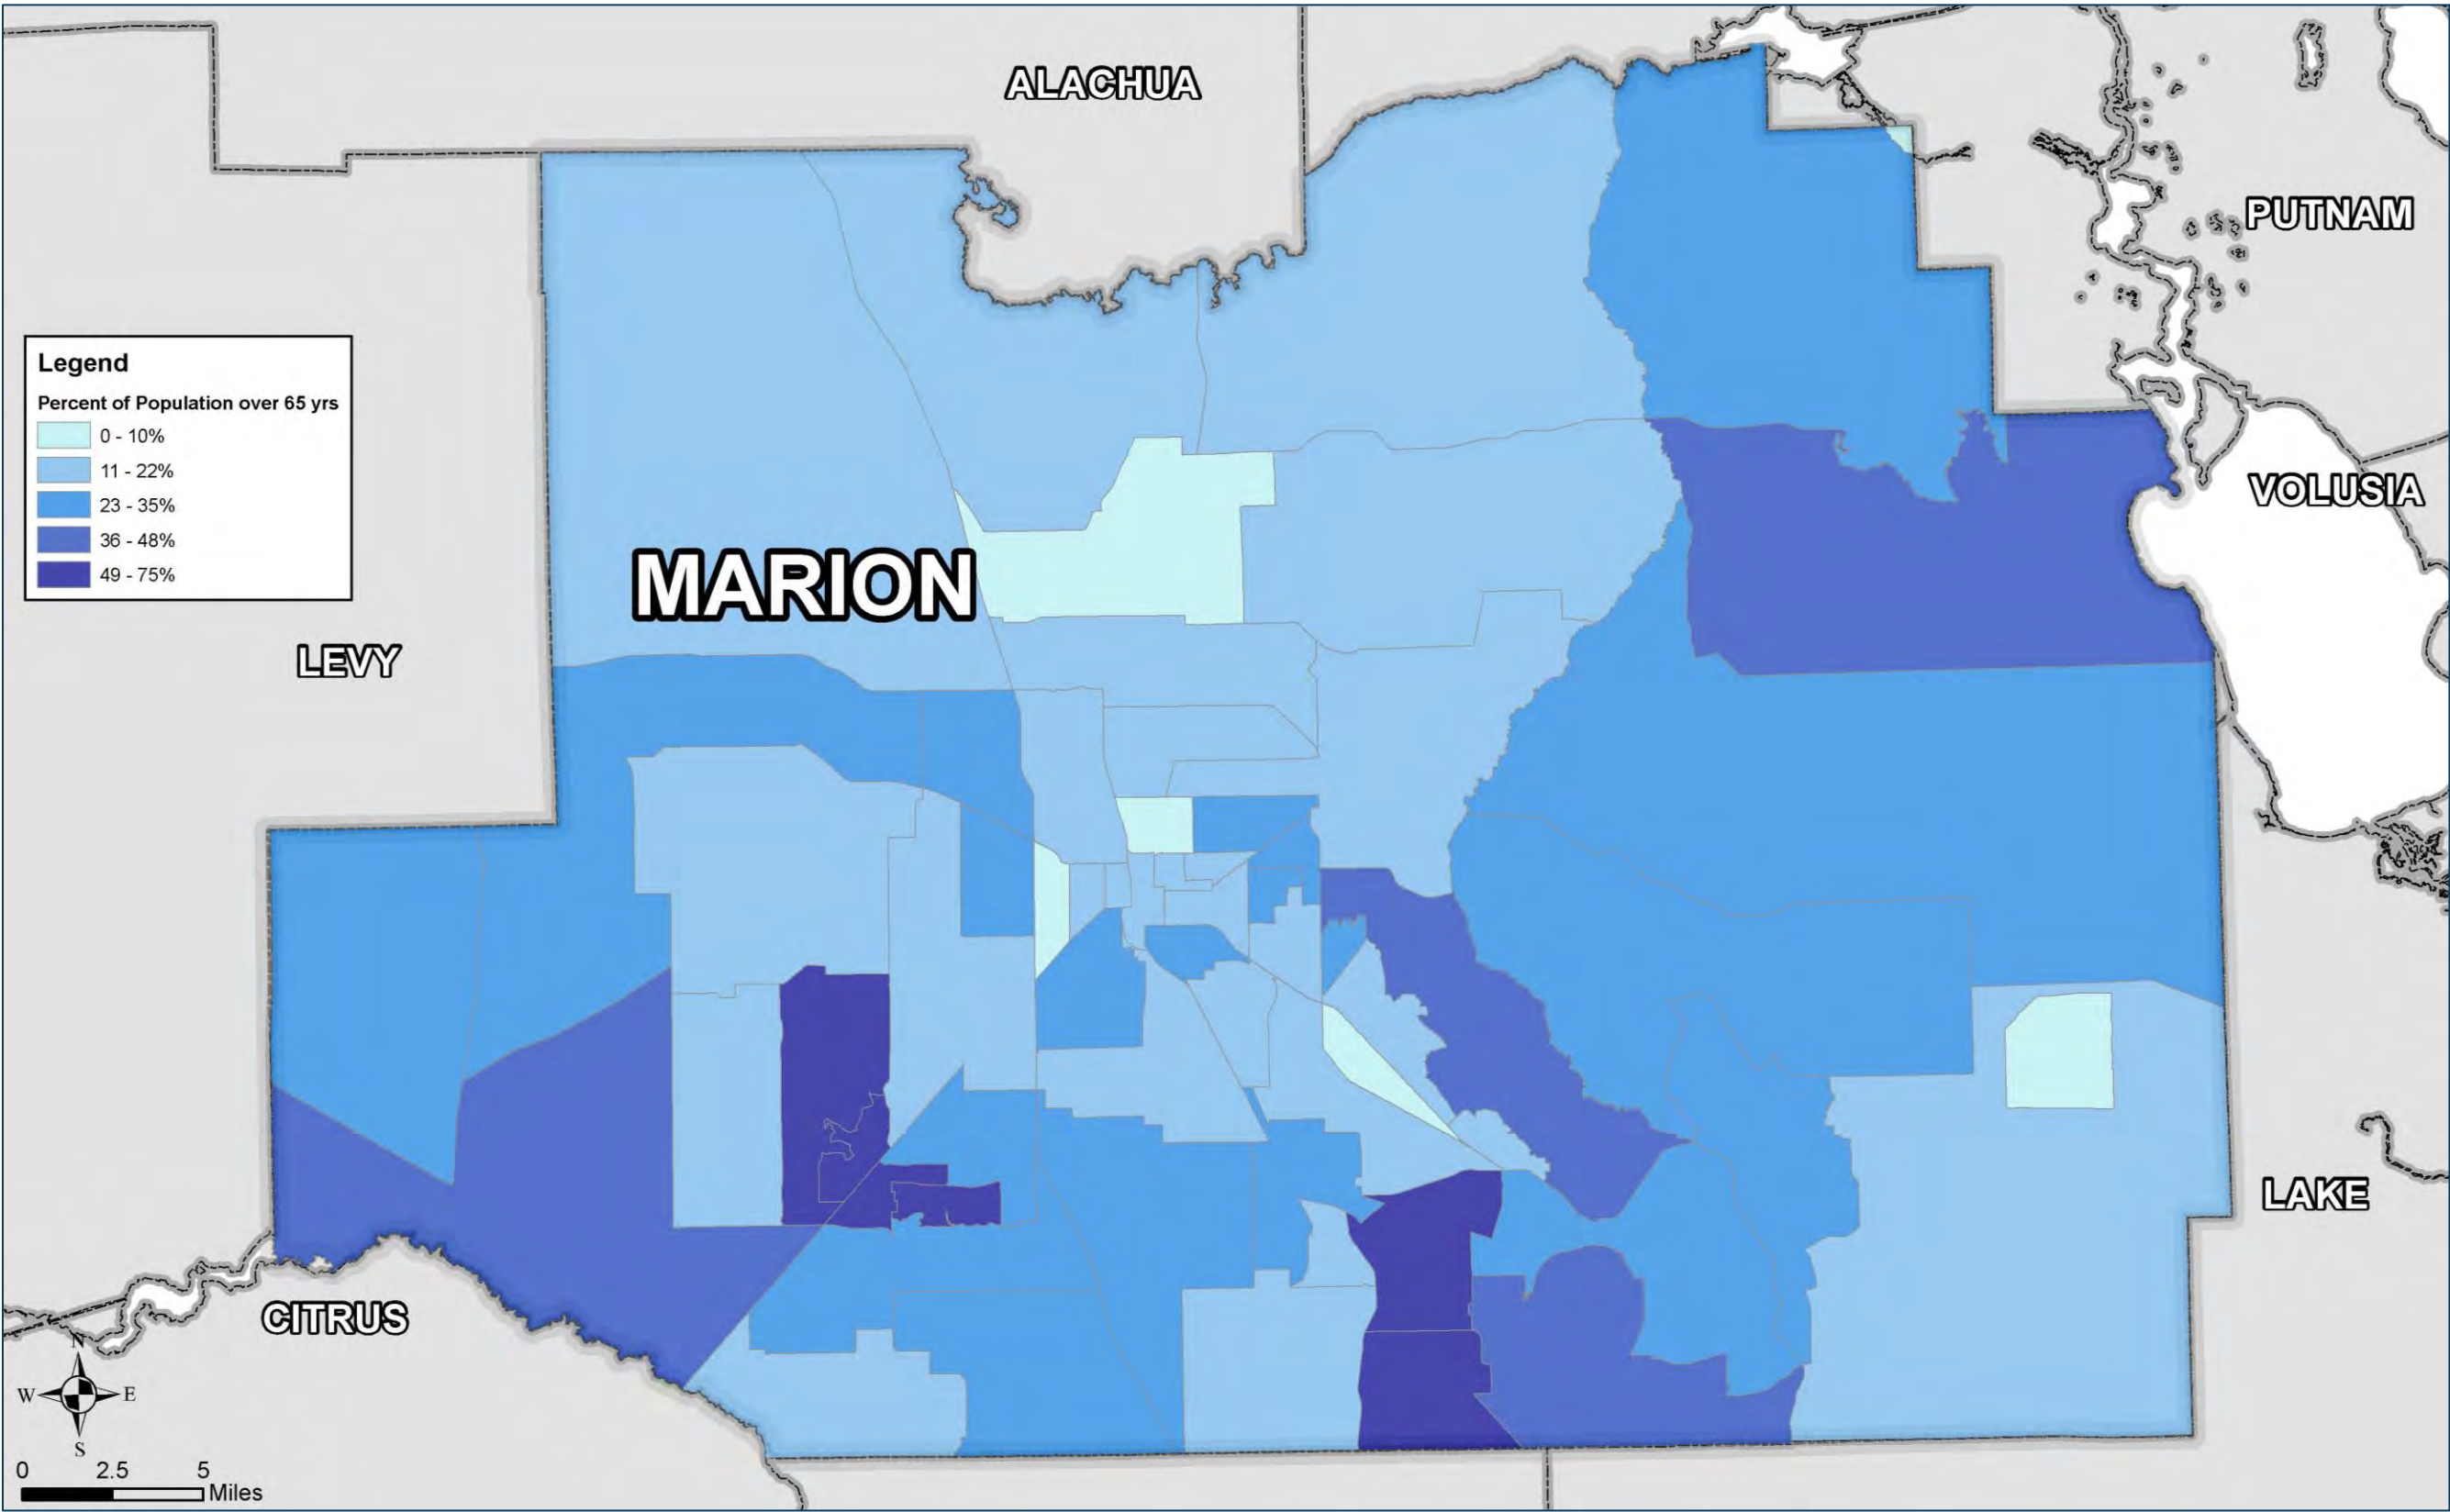 ALACHUA
PUTNAM
Legend
Percent of Population over 65 yrs
0 - 10%
11 - 22%
23 - 35%
36 - 48%
49 - 75%
VOLUSIA
MARION
LEVY
LAKE
CITRUS
N
W E
S
0 2.5 5
Miles